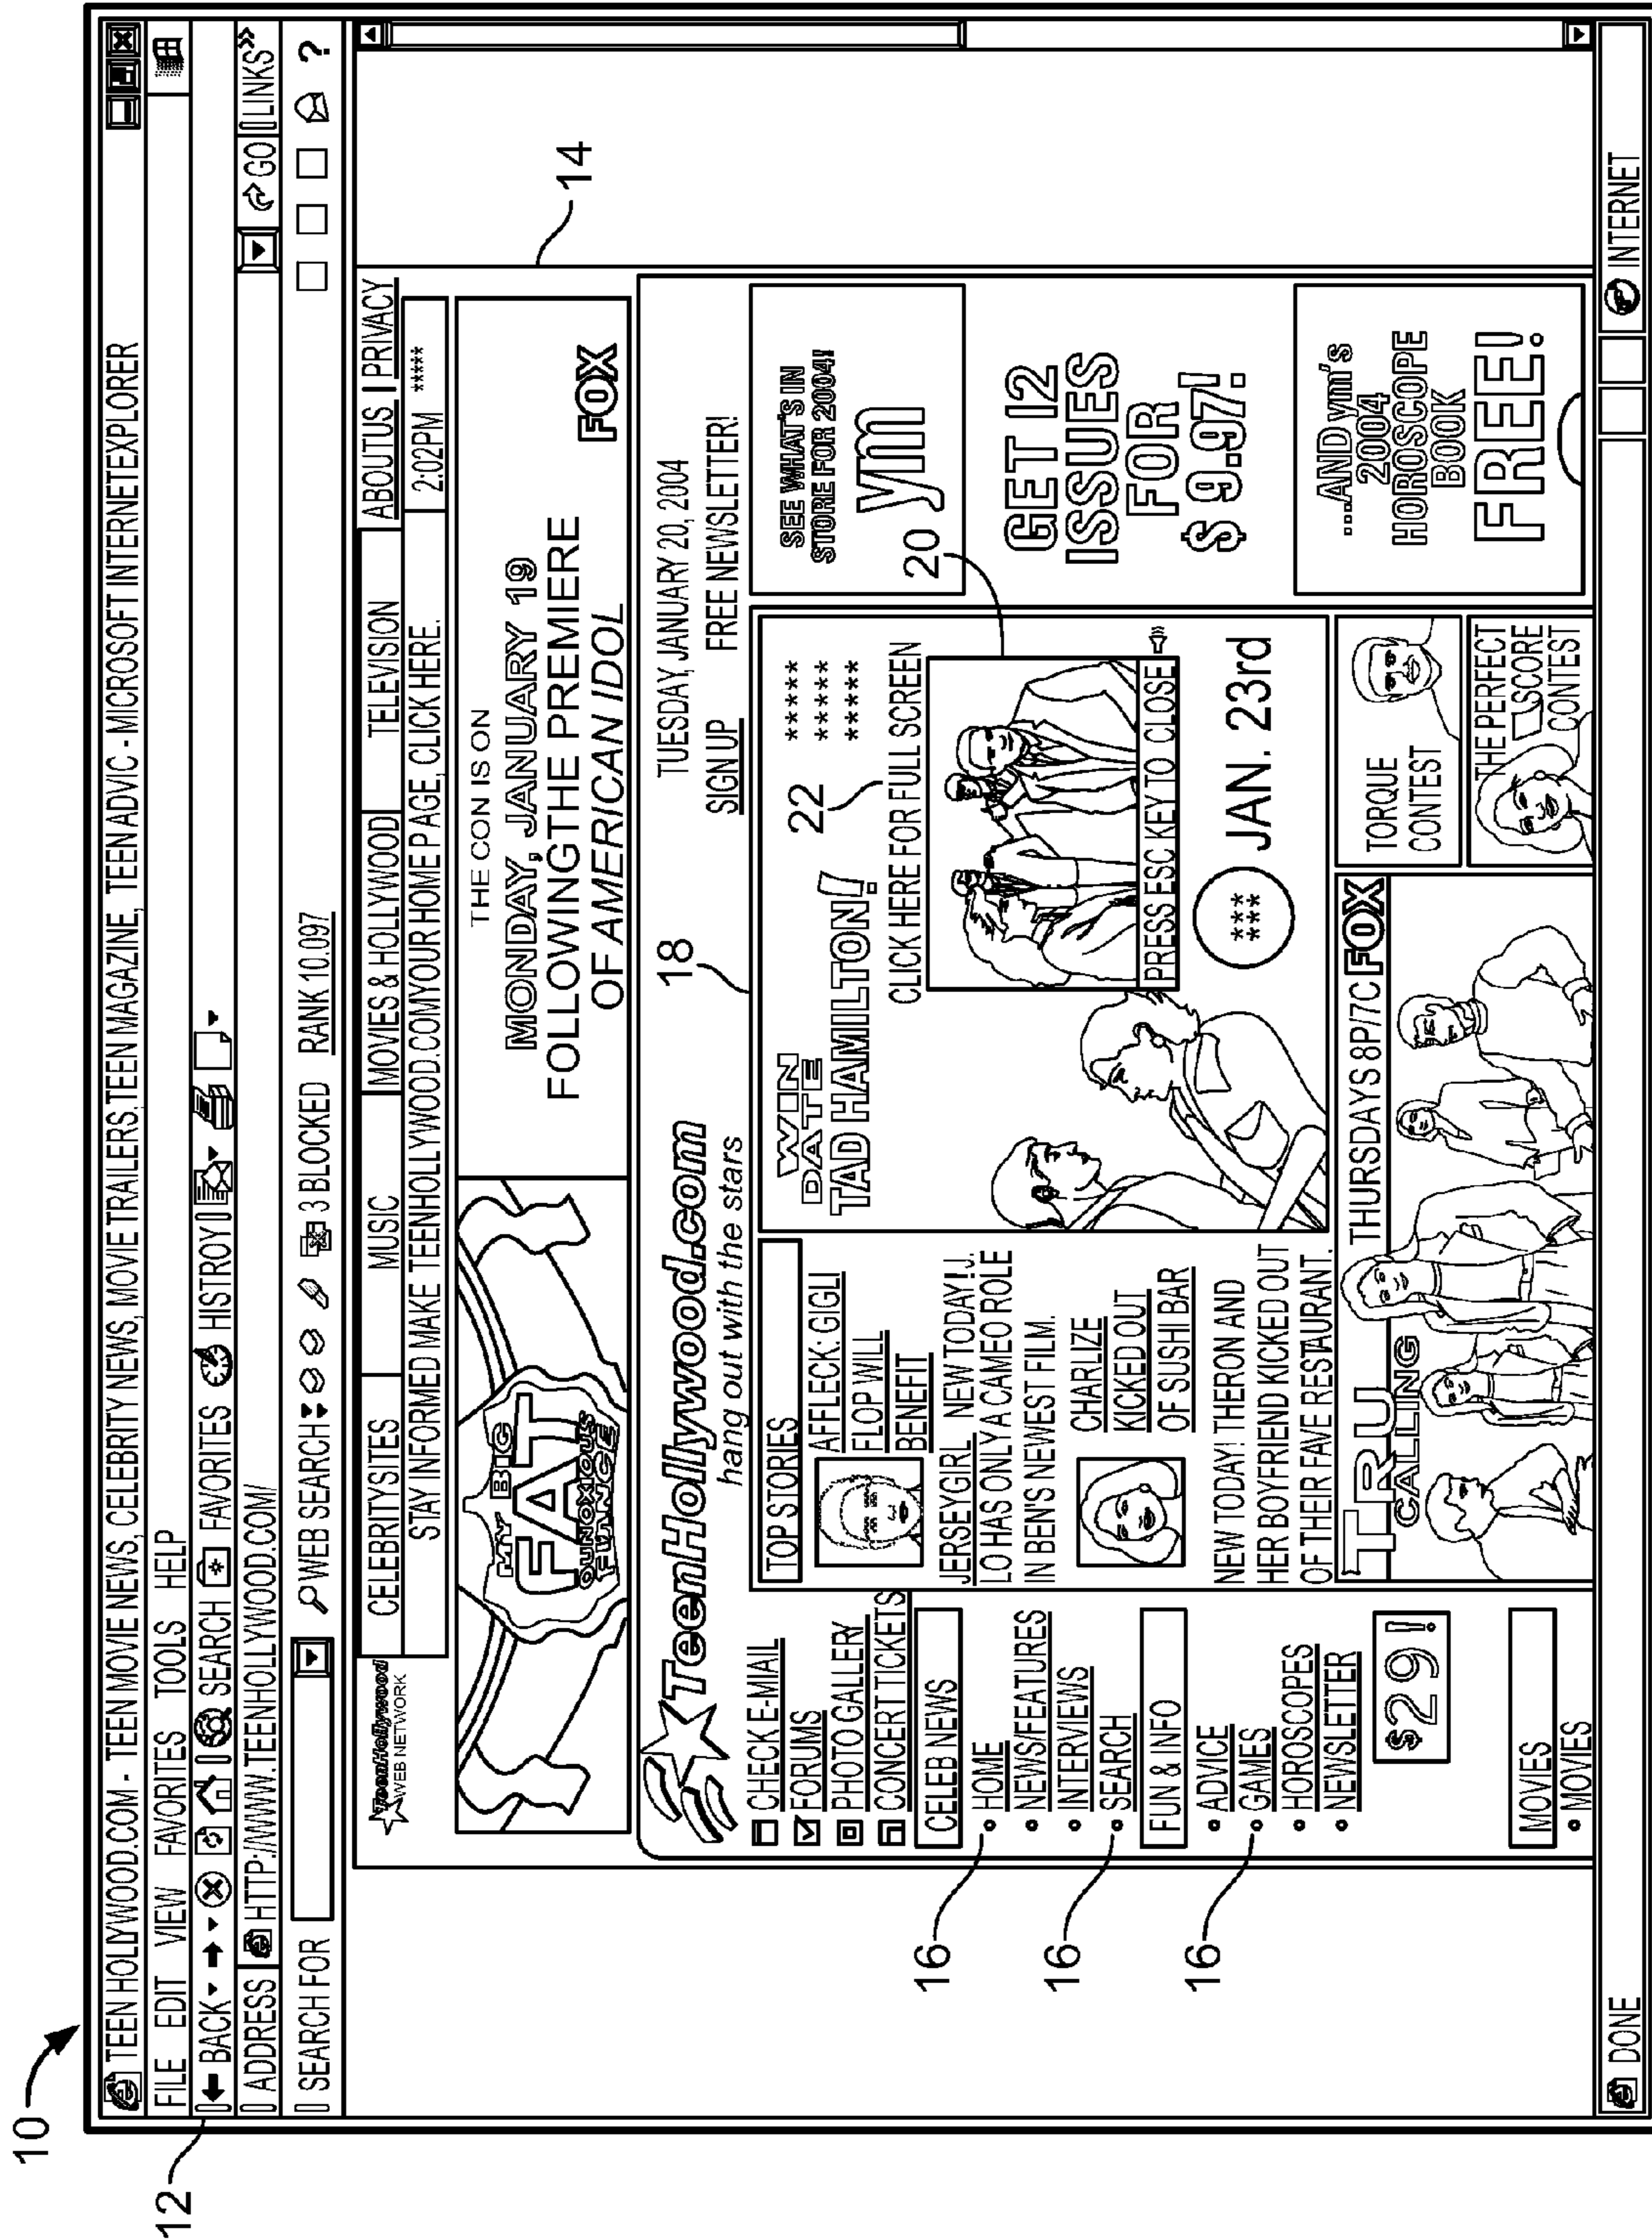 10
12
TEEN HOLLYWOOD.COM - TEEN MOVIE NEWS, CELEBRITY NEWS, MOVIE TRAILERS,TEEN MAGAZINE, TEEN ADVIC - MICROSOFT INTERNETEXPLORER
FILE EDIT VIEW FAVORITES TOOLS HELP
BACK SEARCH FAVORITES HISTROY
ADDRESS HTTP://WWW.TEENHOLLYWOOD.COM/ GO LINKS»
SEARCH FOR WEB SEARCH 3 BLOCKED RANK 10.097 ?
TeenHollywood
WEB NETWORK
CELEBRITYSITES MUSIC MOVIES & HOLLYWOOD TELEVISION ABOUTUS | PRIVACY
STAY INFORMED MAKE TEENHOLLYWOOD.COMYOUR HOME PAGE, CLICK HERE. 2:02PM *****
14
MY BIG
FAT
THE CON IS ON
MONDAY, JANUARY 19
FOLLOWINGTHE PREMIERE
OF AMERICAN IDOL
FOX
TeenHollywood.com
hang out with the stars
18
TUESDAY, JANUARY 20, 2004
SIGN UP FREE NEWSLETTER!
CHECK E-MIAL
FORUMS
PHOTO GALLERY
CONCERT TICKETS
CELEB NEWS
16
• HOME
• NEWS/FEATURES
• INTERVIEWS
16
• SEARCH
FUN & INFO
• ADVICE
16
• GAMES
• HOROSCOPES
• NEWSLETTER
$29!
MOVIES
• MOVIES
TOP STORIES
AFFLECK: GIGLI
FLOP WILL
BENEFIT
JERSEYGIRL NEW TODAY! J.
LO HAS ONLY A CAMEO ROLE
IN BEN'S NEWEST FILM.
CHARLIZE
KICKED OUT
OF SUSHI BAR
NEW TODAY! THERON AND
HER BOYFRIEND KICKED OUT
OF THEIR FAVE RESTAURANT.
WIN
DATE
TAD HAMILTON!
22
*****
*****
*****
CLICK HERE FOR FULL SCREEN
20
PRESS ESC KEY TO CLOSE
***
***
JAN. 23rd
SEE WHAT'S IN
STORE FOR 2004!
ym
GET 12
ISSUES
FOR
$ 9.97!
....AND ym's
2004
HOROSCOPE
BOOK
FREE!
TRU
CALLING
THURSDAYS 8P/7C FOX
TORQUE
CONTEST
THE PERFECT
SCORE
CONTEST
DONE
INTERNET